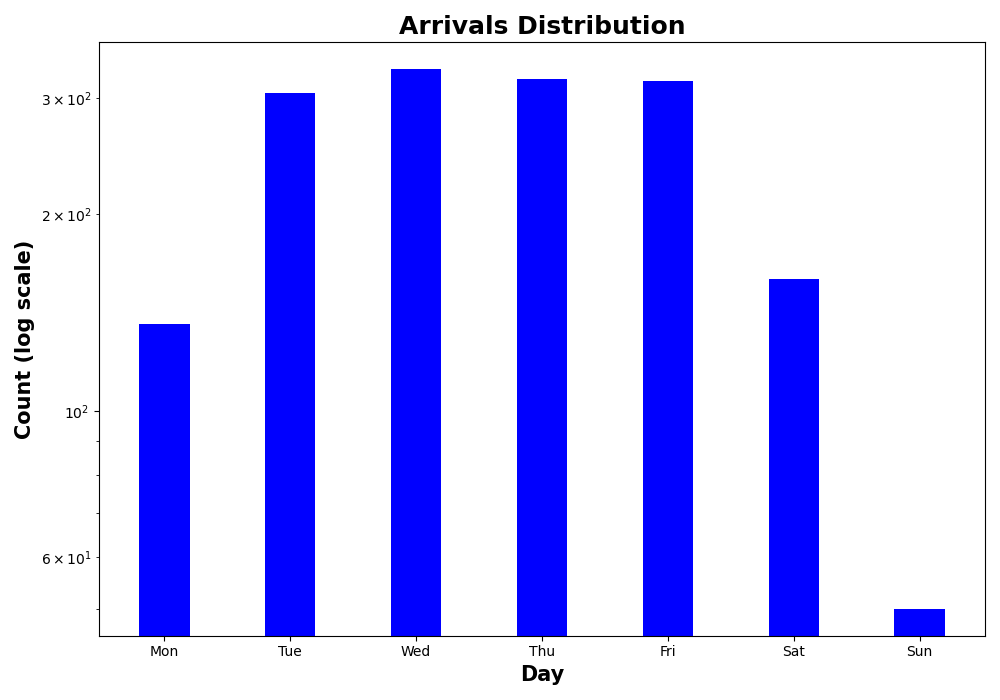 Arrivals Distribution
3 × 10²
2 × 10²
10²
6 × 10¹
Count (log scale)
Mon Tue Wed Thu Fri Sat Sun
Day